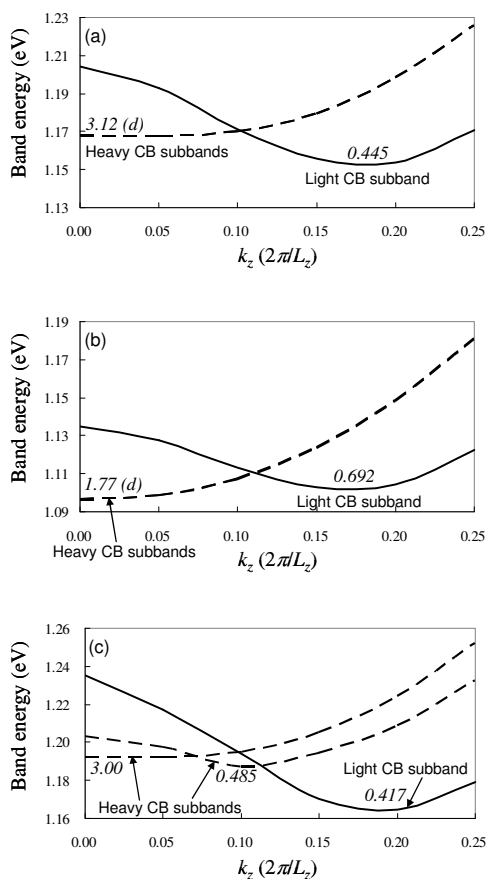 (a)
Band energy (eV)
1.23
1.21
1.19
1.17
1.15
1.13
3.12 (d)
Heavy CB subbands
0.445
Light CB subband
0.00 0.05 0.10 0.15 0.20 0.25
k_z (2π/L_z)
(b)
Band energy (eV)
1.19
1.17
1.15
1.13
1.11
1.09
1.77 (d)
Heavy CB subbands
0.692
Light CB subband
0.00 0.05 0.10 0.15 0.20 0.25
k_z (2π/L_z)
(c)
Band energy (eV)
1.26
1.24
1.22
1.20
1.18
1.16
3.00
0.485
Heavy CB subbands
Light CB subband
0.417
0.00 0.05 0.10 0.15 0.20 0.25
k_z (2π/L_z)